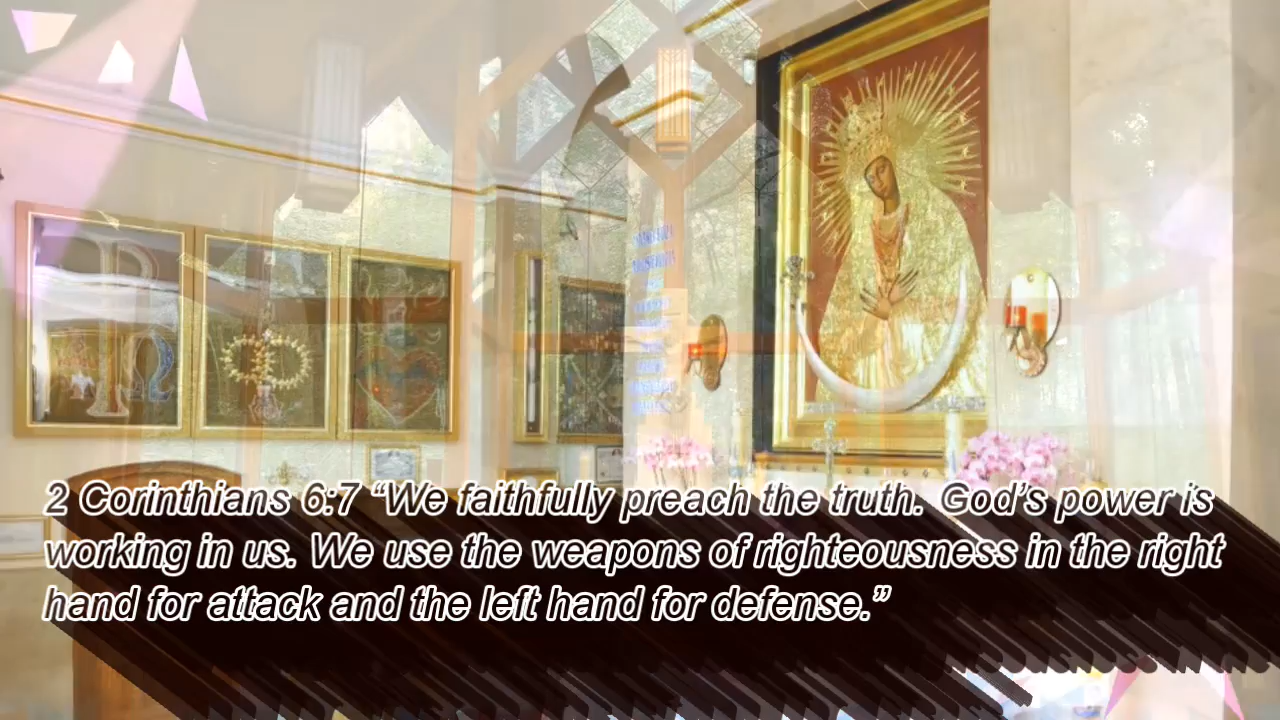 2 Corinthians 6:7 “We faithfully preach the truth. God’s power is
working in us. We use the weapons of righteousness in the right
hand for attack and the left hand for defense.”